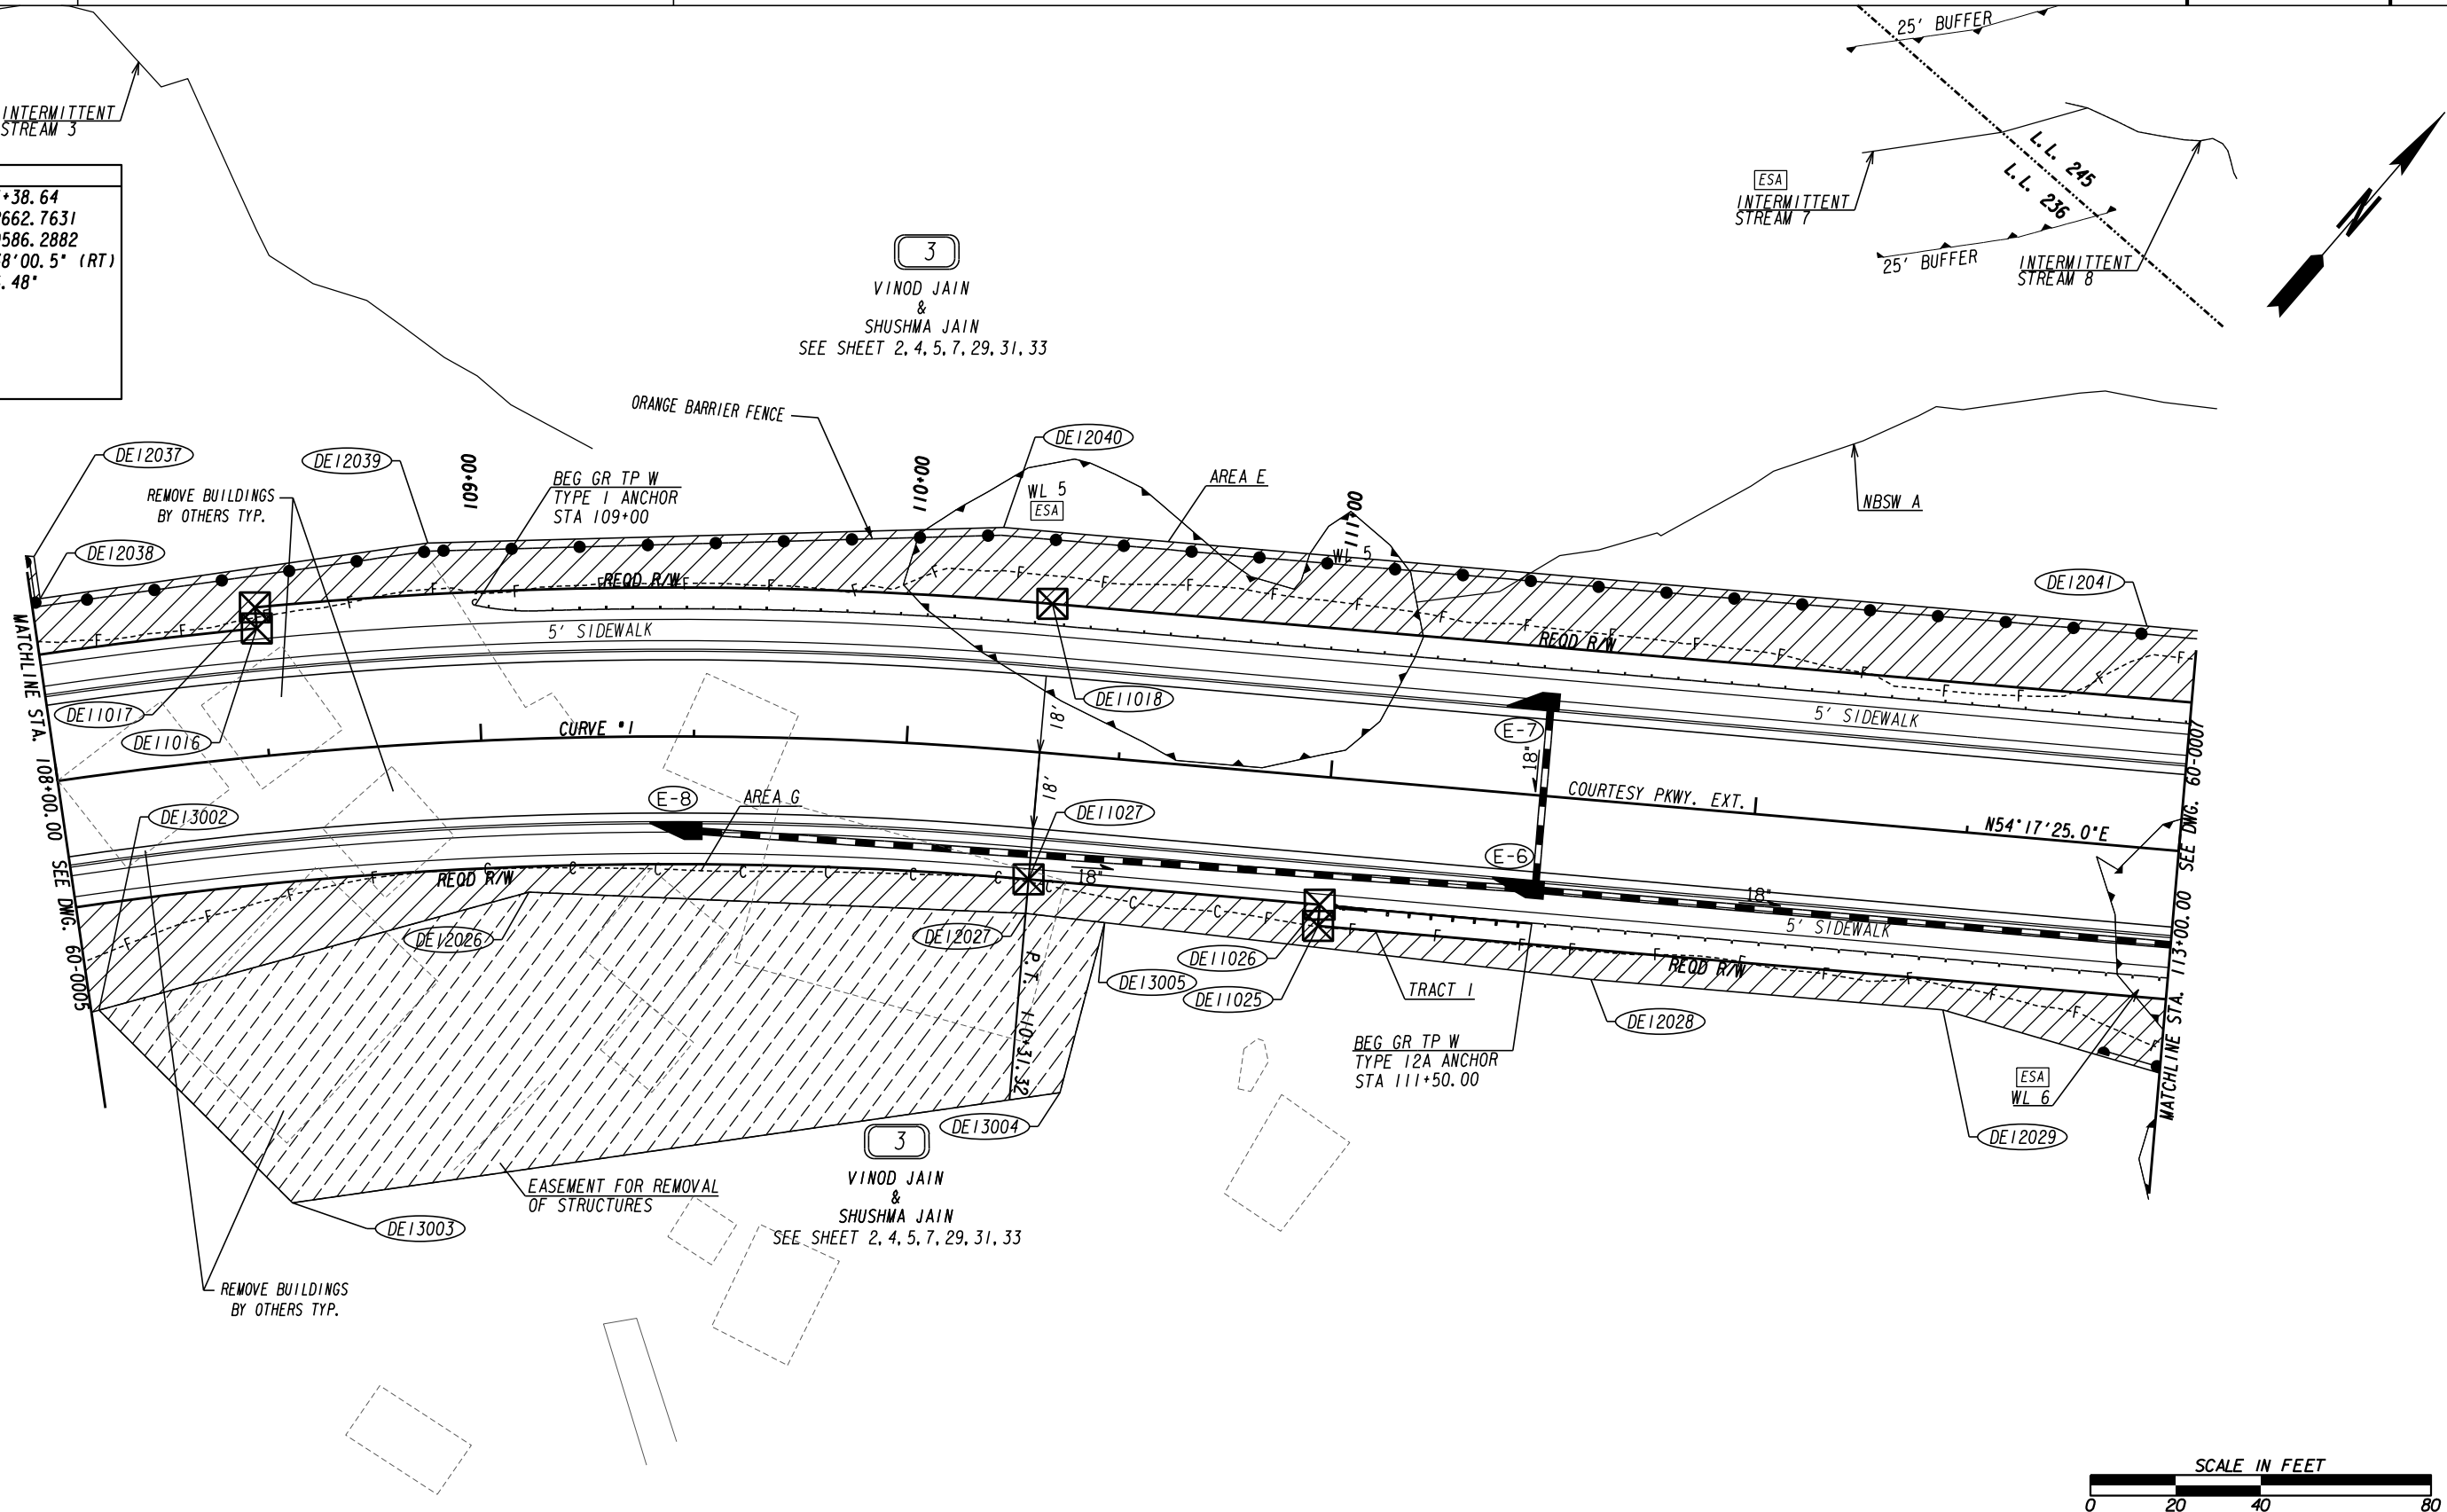 25' BUFFER
INTERMITTENT
STREAM 3
L.L. 245
L.L. 236
ESA
INTERMITTENT
STREAM 7
25' BUFFER
INTERMITTENT
STREAM 8
N
+38.64
662.7631
586.2882
8'00.5" (RT)
.48"
3
VINOD JAIN
&
SHUSHMA JAIN
SEE SHEET 2,4,5,7,29,31,33
ORANGE BARRIER FENCE
DE12037
DE12039
DE12040
109+00
110+00
111+00
BEG GR TP W
TYPE 1 ANCHOR
STA 109+00
REMOVE BUILDINGS
BY OTHERS TYP.
WL 5
ESA
AREA E
NBSW A
DE12038
WL 5
DE12041
REQD R/W
REQD R/W
5' SIDEWALK
DE11017
DE11016
DE11018
5' SIDEWALK
CURVE #1
18'
18'
E-7
18"
E-8
AREA G
COURTESY PKWY. EXT.
N54°17'25.0"E
DE13002
DE11027
E-6
18"
18"
REQD R/W
5' SIDEWALK
REQD R/W
DE12026
DE12027
DE11026
DE13005
DE11025
TRACT 1
DE12028
P.T. 110+31.32
BEG GR TP W
TYPE 12A ANCHOR
STA 111+50.00
ESA
WL 6
DE12029
MATCHLINE STA. 108+00.00 SEE DWG. 60-0005
MATCHLINE STA. 113+00.00 SEE DWG. 60-0007
DE13004
3
VINOD JAIN
&
SHUSHMA JAIN
SEE SHEET 2,4,5,7,29,31,33
EASEMENT FOR REMOVAL
OF STRUCTURES
DE13003
REMOVE BUILDINGS
BY OTHERS TYP.
SCALE IN FEET
0 20 40 80